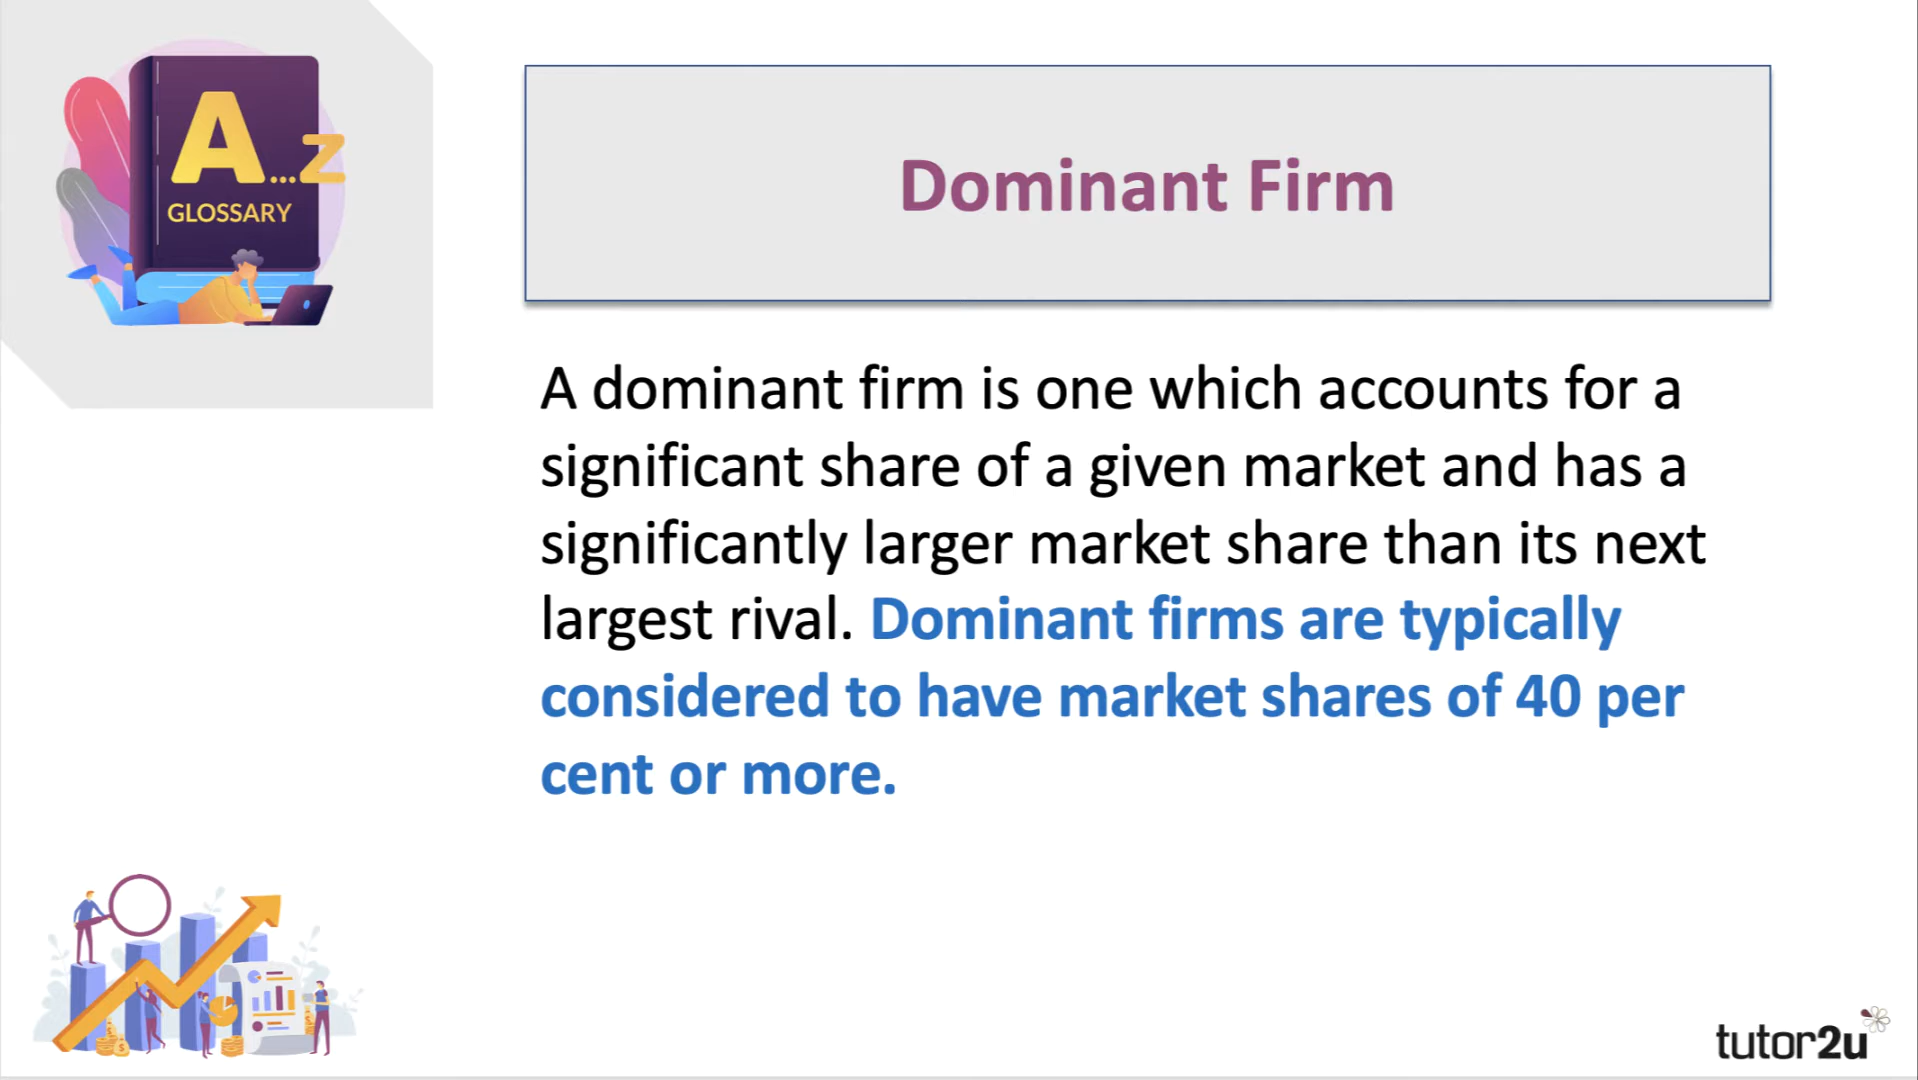 A...Z
GLOSSARY
Dominant Firm
A dominant firm is one which accounts for a
significant share of a given market and has a
significantly larger market share than its next
largest rival. Dominant firms are typically
considered to have market shares of 40 per
cent or more.
$
tutor2u